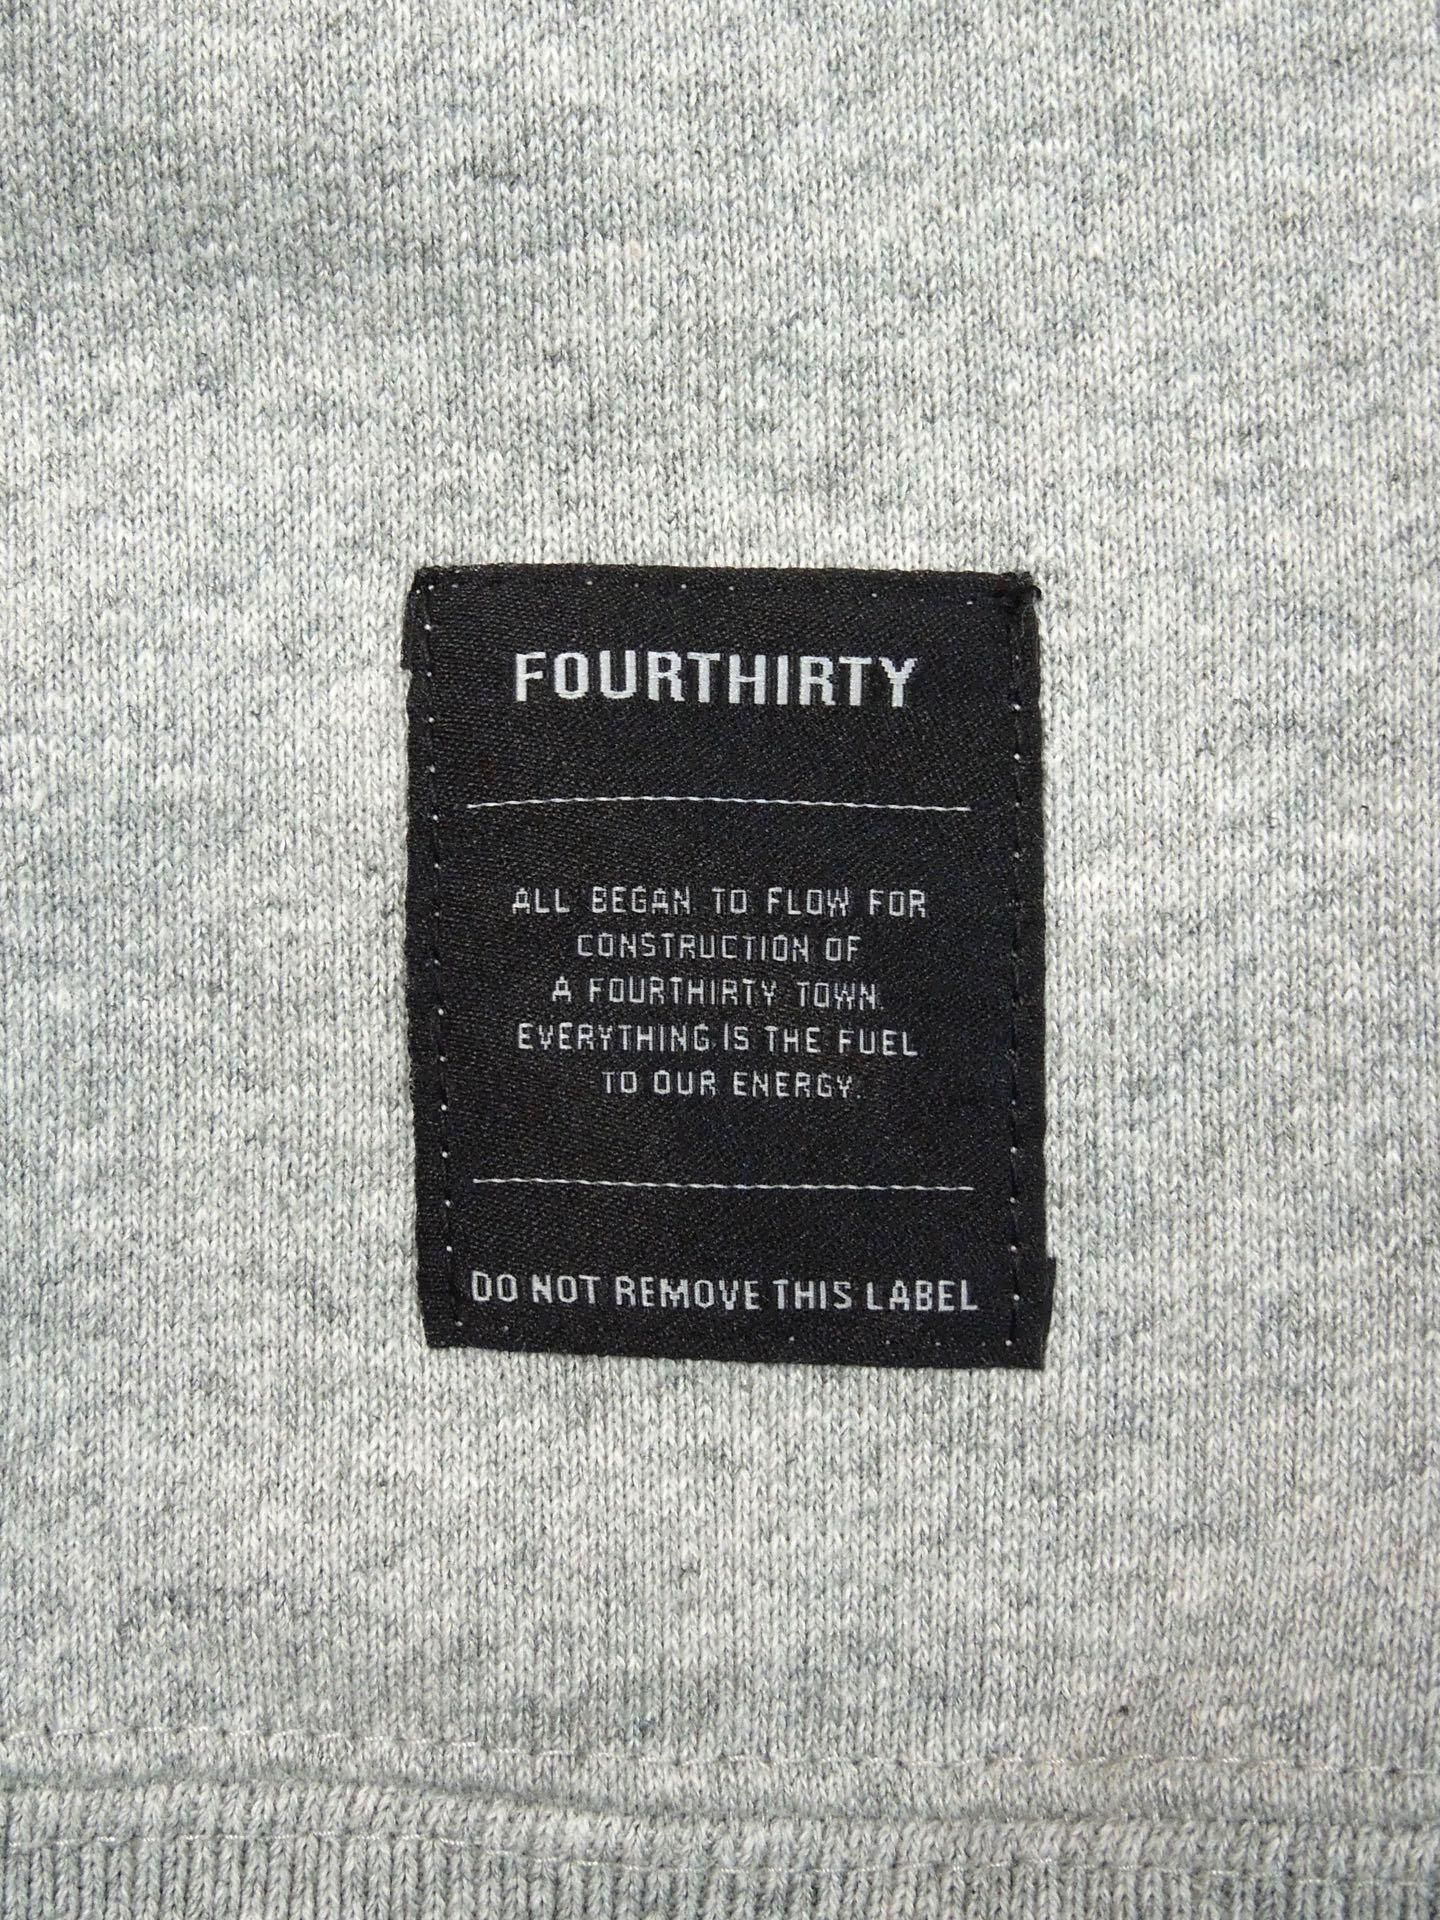 FOURTHIRTY
ALL BEGAN TO FLOW FOR
CONSTRUCTION OF
A FOURTHIRTY TOWN.
EVERYTHING IS THE FUEL
TO OUR ENERGY.
DO NOT REMOVE THIS LABEL